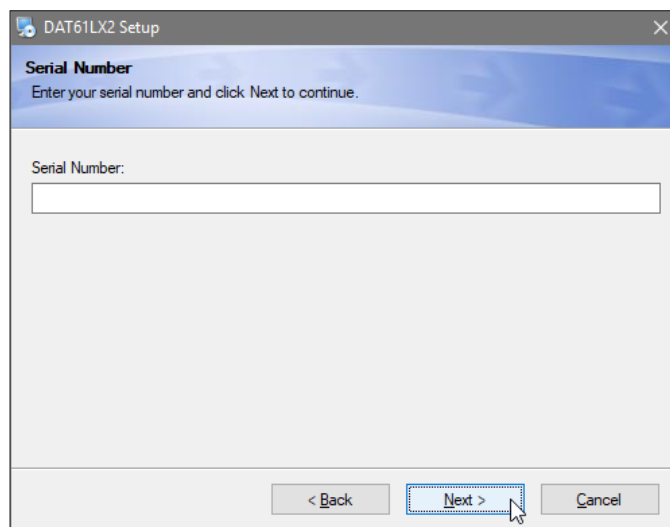 DAT61LX2 Setup
Serial Number
Enter your serial number and click Next to continue.
Serial Number:
< Back
Next >
Cancel